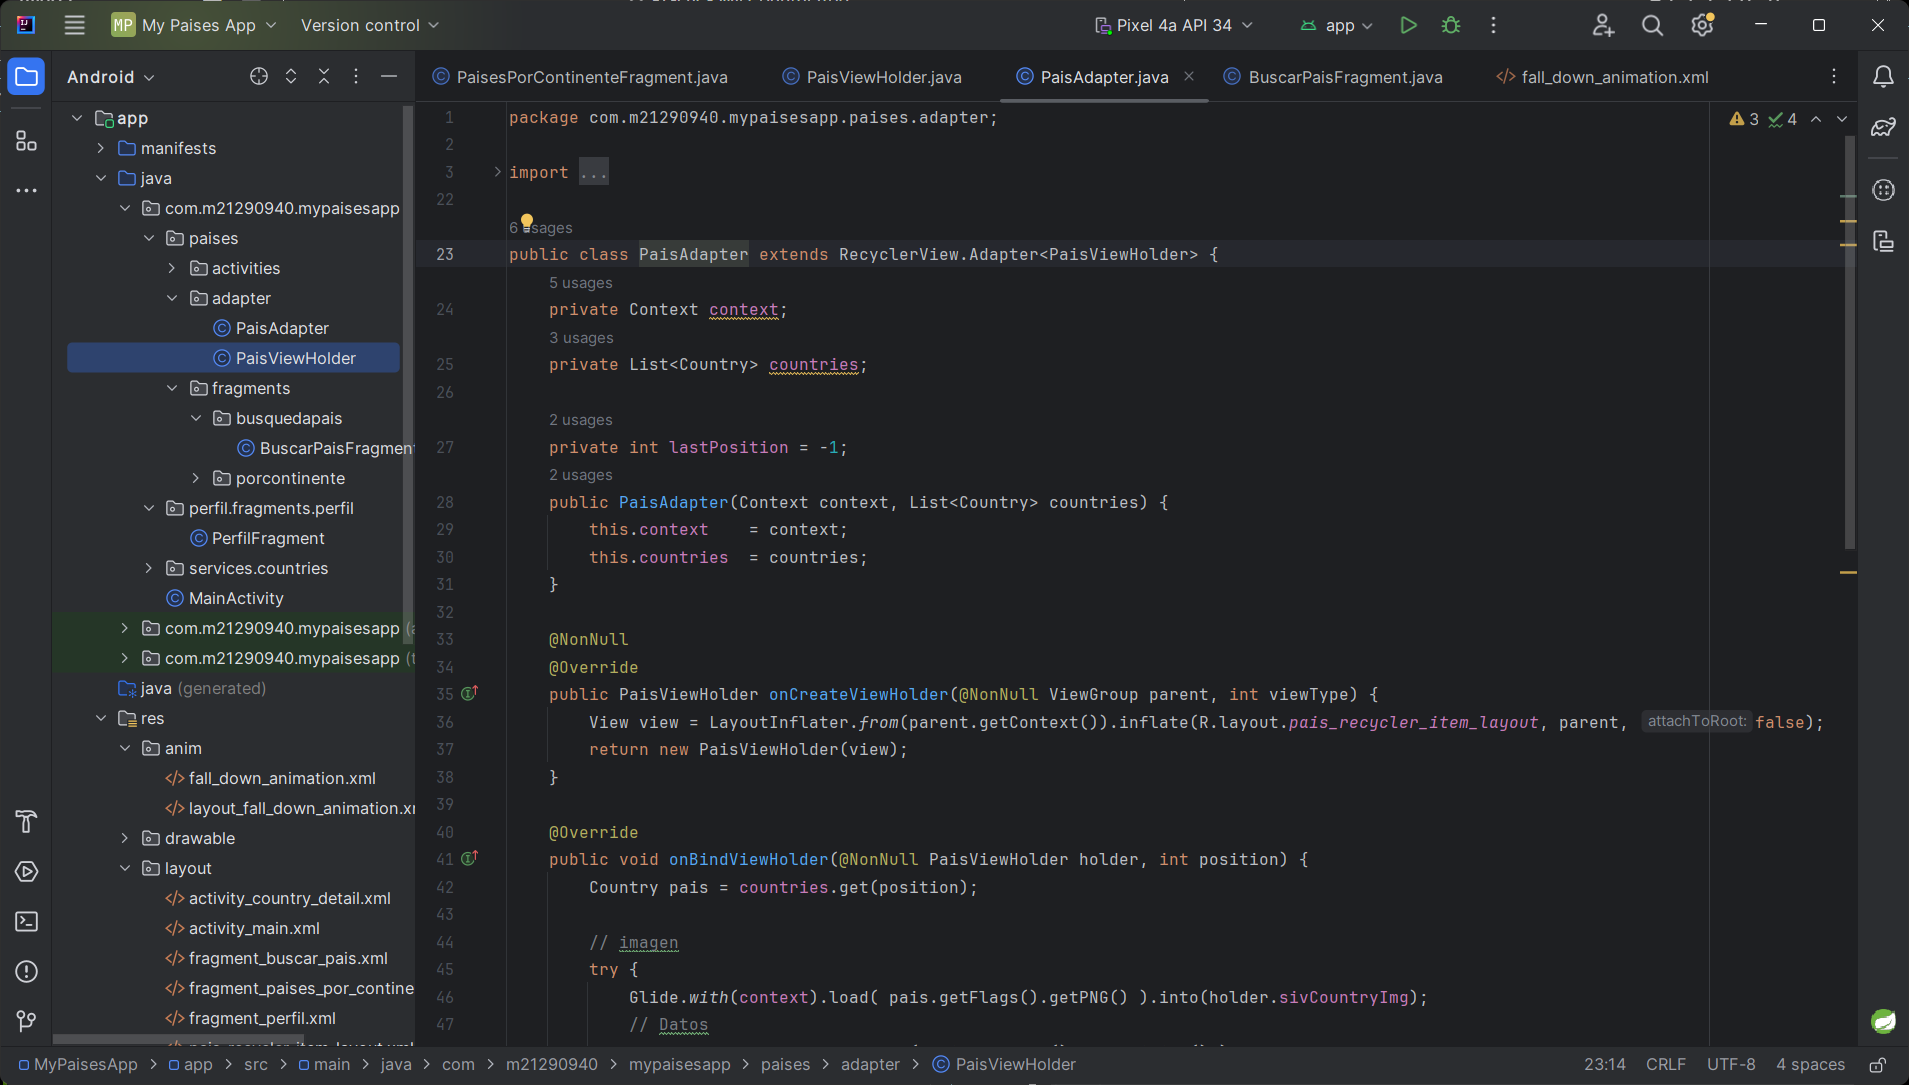 MP My Paises App
Version control
Pixel 4a API 34
app
Android
PaisesPorContinenteFragment.java
PaisViewHolder.java
PaisAdapter.java
BuscarPaisFragment.java
fall_down_animation.xml
app
manifests
java
com.m21290940.mypaisesapp
paises
activities
adapter
PaisAdapter
PaisViewHolder
fragments
busquedapais
BuscarPaisFragment
porcontinente
perfil.fragments.perfil
PerfilFragment
services.countries
MainActivity
com.m21290940.mypaisesapp
com.m21290940.mypaisesapp
java (generated)
res
anim
fall_down_animation.xml
layout_fall_down_animation.xm
drawable
layout
activity_country_detail.xml
activity_main.xml
fragment_buscar_pais.xml
fragment_paises_por_contine
fragment_perfil.xml
3 4
1 package com.m21290940.mypaisesapp.paises.adapter;
2
3 import ...
22
6 usages
23 public class PaisAdapter extends RecyclerView.Adapter<PaisViewHolder> {
5 usages
24 private Context context;
3 usages
25 private List<Country> countries;
26
2 usages
27 private int lastPosition = -1;
2 usages
28 public PaisAdapter(Context context, List<Country> countries) {
29 this.context    = context;
30 this.countries  = countries;
31 }
32
33 @NonNull
34 @Override
35 public PaisViewHolder onCreateViewHolder(@NonNull ViewGroup parent, int viewType) {
36 View view = LayoutInflater.from(parent.getContext()).inflate(R.layout.pais_recycler_item_layout, parent, attachToRoot: false);
37 return new PaisViewHolder(view);
38 }
39
40 @Override
41 public void onBindViewHolder(@NonNull PaisViewHolder holder, int position) {
42 Country pais = countries.get(position);
43
44 // imagen
45 try {
46 Glide.with(context).load( pais.getFlags().getPNG() ).into(holder.sivCountryImg);
47 // Datos
MyPaisesApp > app > src > main > java > com > m21290940 > mypaisesapp > paises > adapter > PaisViewHolder
23:14 CRLF UTF-8 4 spaces